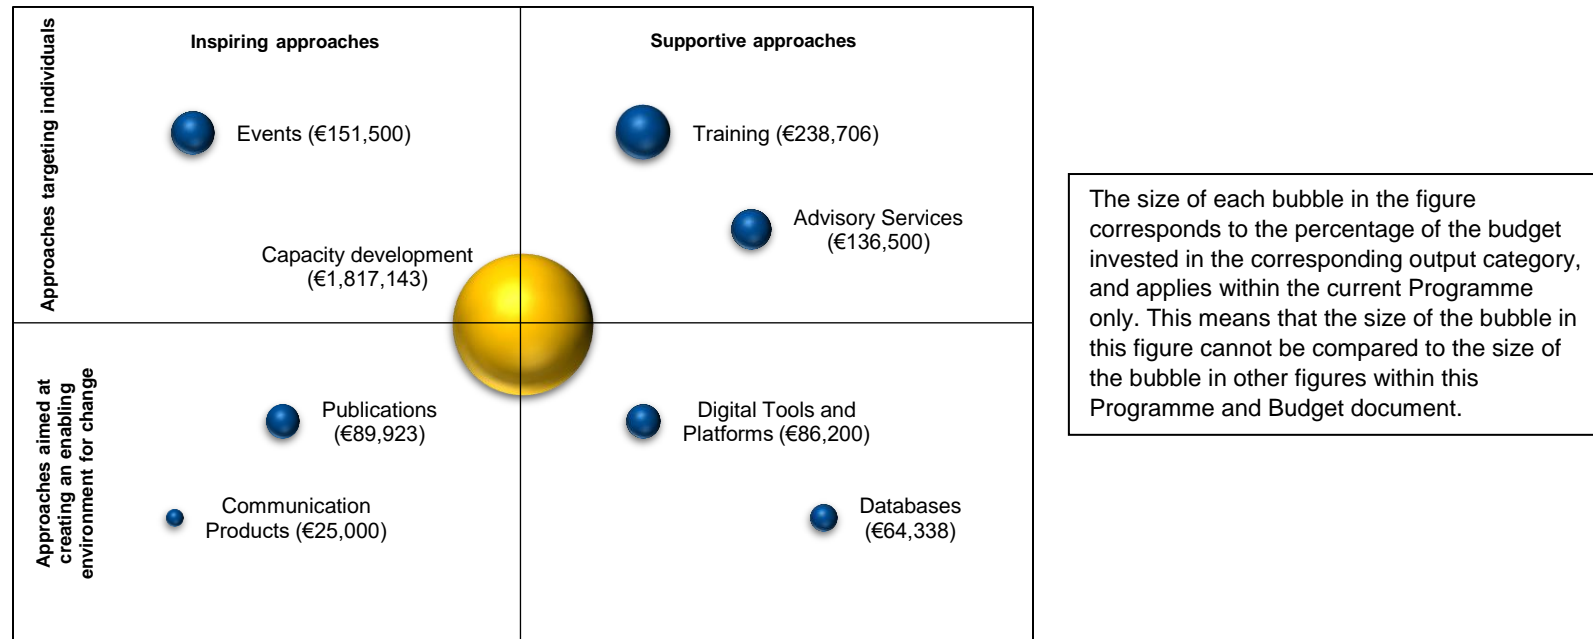 Inspiring approaches
Supportive approaches
Approaches targeting individuals
Events (€151,500)
Training (€238,706)
Advisory Services
(€136,500)
Capacity development
(€1,817,143)
Approaches aimed at
creating an enabling
environment for change
Publications
(€89,923)
Digital Tools and
Platforms (€86,200)
Communication
Products (€25,000)
Databases
(€64,338)
The size of each bubble in the figure
corresponds to the percentage of the budget
invested in the corresponding output category,
and applies within the current Programme
only. This means that the size of the bubble in
this figure cannot be compared to the size of
the bubble in other figures within this
Programme and Budget document.